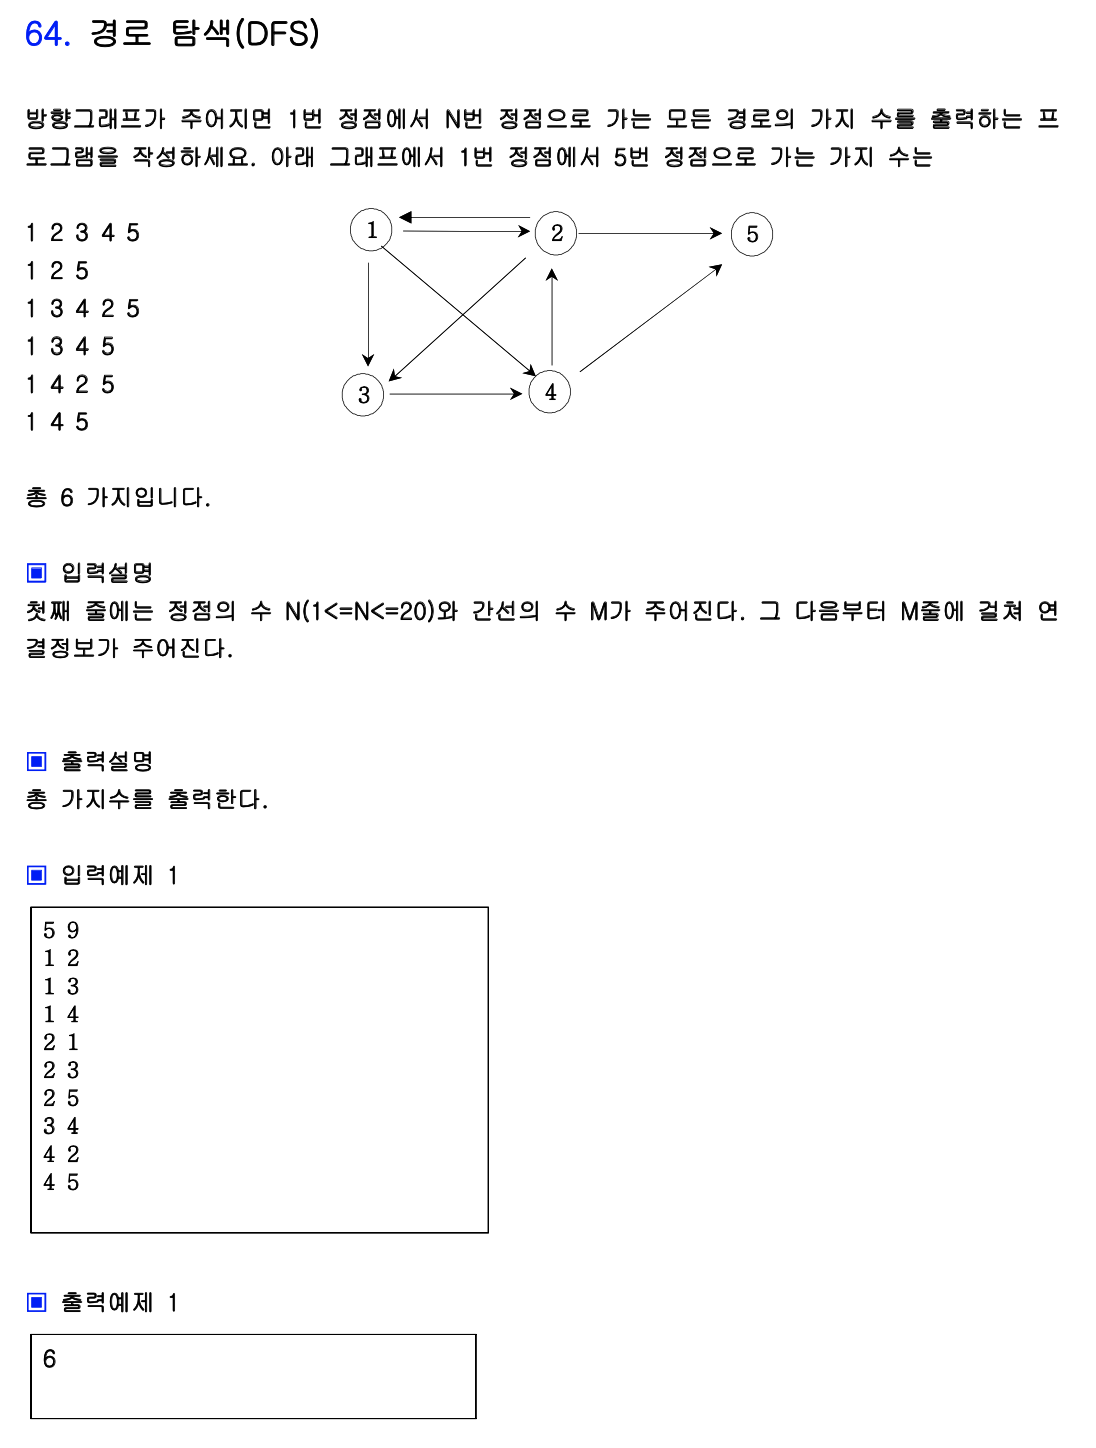 64. 경로 탐색(DFS)
방향그래프가 주어지면 1번 정점에서 N번 정점으로 가는 모든 경로의 가지 수를 출력하는 프
로그램을 작성하세요. 아래 그래프에서 1번 정점에서 5번 정점으로 가는 가지 수는
1 2 3 4 5
1 2 5
1 3 4 2 5
1 3 4 5
1 4 2 5
1 4 5
1
2
5
3
4
총 6 가지입니다.
▣ 입력설명
첫째 줄에는 정점의 수 N(1<=N<=20)와 간선의 수 M가 주어진다. 그 다음부터 M줄에 걸쳐 연
결정보가 주어진다.
▣ 출력설명
총 가지수를 출력한다.
▣ 입력예제 1
5 9
1 2
1 3
1 4
2 1
2 3
2 5
3 4
4 2
4 5
▣ 출력예제 1
6